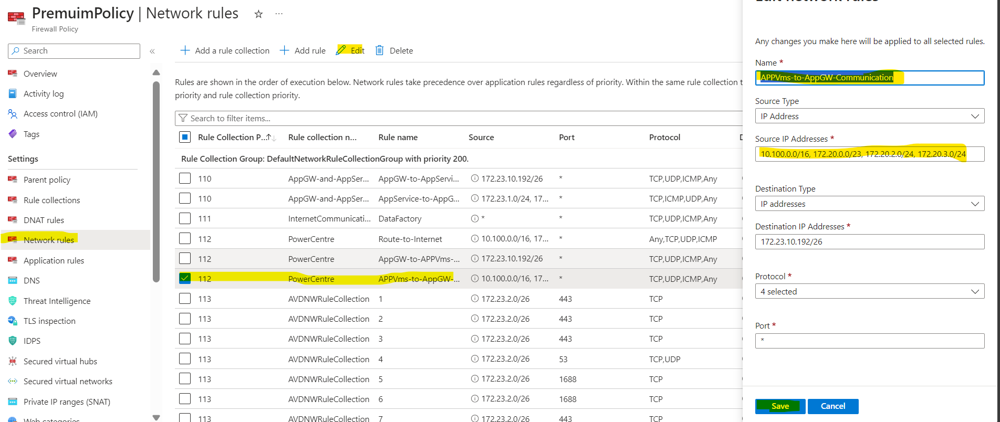 PremuimPolicy | Network rules
Firewall Policy
Search
Overview
Activity log
Access control (IAM)
Tags
Settings
Parent policy
Rule collections
DNAT rules
Network rules
Application rules
DNS
Threat Intelligence
TLS inspection
IDPS
Secured virtual hubs
Secured virtual networks
Private IP ranges (SNAT)
Web categories
Add a rule collection Add rule Edit Delete
Rules are shown in the order of execution below. Network rules take precedence over application rules regardless of priority. Within the same rule collection t
priority and rule collection priority.
Search to filter items...
Rule Collection P... Rule collection n... Rule name Source Port Protocol D
Rule Collection Group: DefaultNetworkRuleCollectionGroup with priority 200.
110 AppGW-and-AppSer... AppGW-to-AppServi... 172.23.10.192/26 * TCP,UDP,ICMP,Any
110 AppGW-and-AppSer... AppService-to-AppG... 172.23.1.0/24, 17... * TCP,ICMP,UDP,Any
111 InternetCommunicati... DataFactory * * TCP,UDP,ICMP,Any
112 PowerCentre Route-to-Internet 10.100.0.0/16, 17... * Any,TCP,UDP,ICMP
112 PowerCentre AppGW-to-APPVms-... 172.23.10.192/26 * TCP,UDP,ICMP,Any
112 PowerCentre APPVms-to-AppGW-... 10.100.0.0/16, 17... * TCP,UDP,ICMP,Any
113 AVDNWRuleCollection 1 172.23.2.0/26 443 TCP
113 AVDNWRuleCollection 2 172.23.2.0/26 443 TCP
113 AVDNWRuleCollection 3 172.23.2.0/26 443 TCP
113 AVDNWRuleCollection 4 172.23.2.0/26 53 TCP,UDP
113 AVDNWRuleCollection 5 172.23.2.0/26 1688 TCP
113 AVDNWRuleCollection 6 172.23.2.0/26 1688 TCP
113 AVDNWRuleCollection 7 172.23.2.0/26 443 TCP
Edit network rules
Any changes you make here will be applied to all selected rules.
Name *
APPVms-to-AppGW-Communication
Source Type
IP Address
Source IP Addresses *
10.100.0.0/16, 172.20.0.0/23, 172.20.2.0/24, 172.20.3.0/24
Destination Type
IP addresses
Destination IP Addresses *
172.23.10.192/26
Protocol *
4 selected
Port *
*
Save Cancel